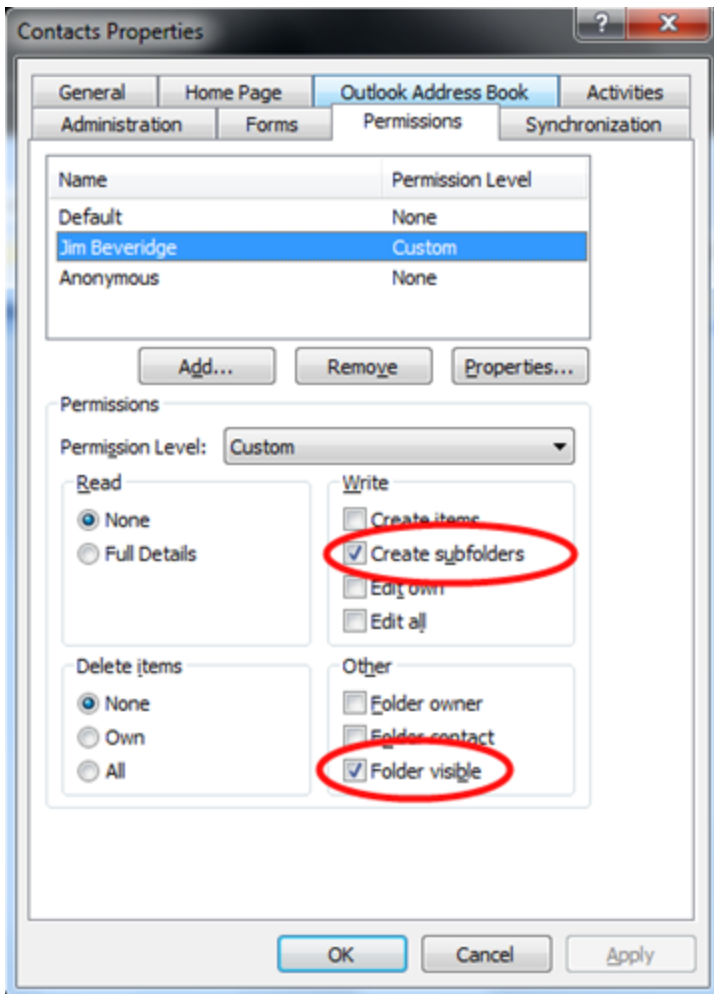 Contacts Properties
?
General Home Page Outlook Address Book Activities
Administration Forms Permissions Synchronization
Name Permission Level
Default None
Jim Beveridge Custom
Anonymous None
Add... Remove Properties...
Permissions
Permission Level: Custom
Read Write
None Create items
Full Details Create subfolders
Edit own
Edit all
Delete items Other
None Folder owner
Own Folder contact
All Folder visible
OK Cancel Apply